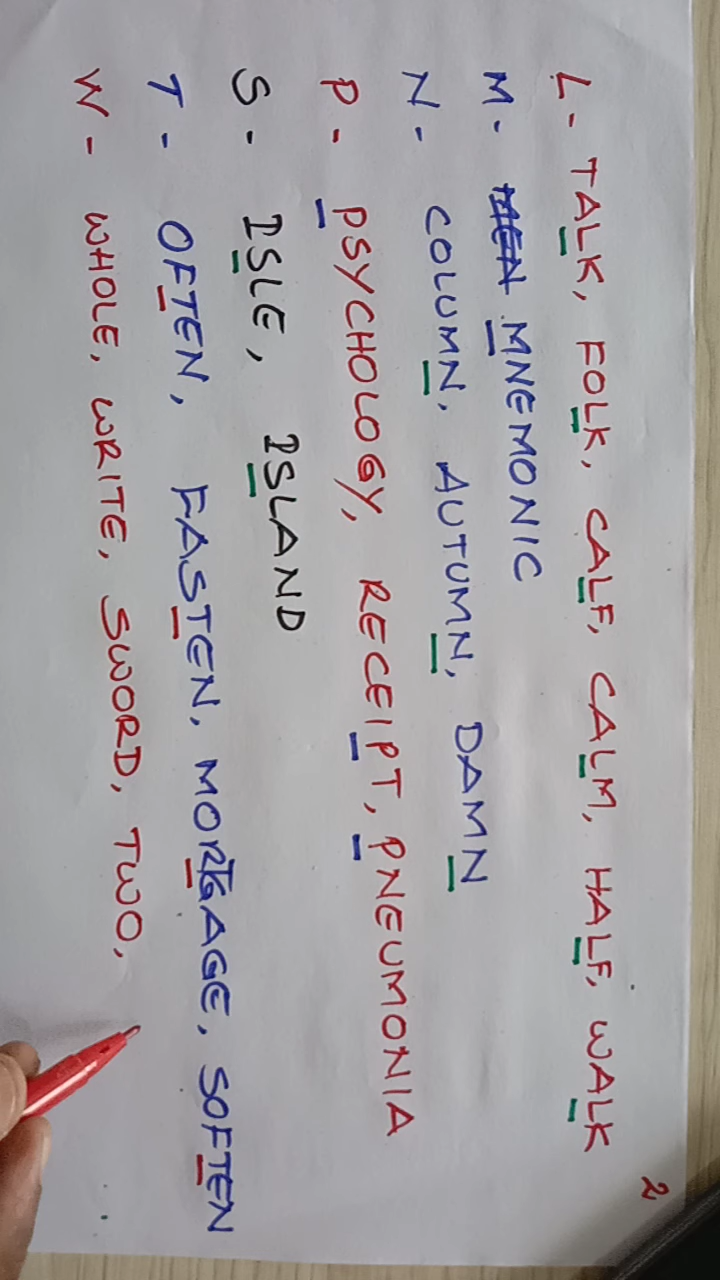 2
L - TALK, FOLK, CALF, CALM, HALF, WALK
M - MNEMONIC
N - COLUMN, AUTUMN, DAMN
P - PSYCHOLOGY, RECEIPT, PNEUMONIA
S - ISLE, ISLAND
T - OFTEN, FASTEN, MORTGAGE, SOFTEN
W - WHOLE, WRITE, SWORD, TWO,